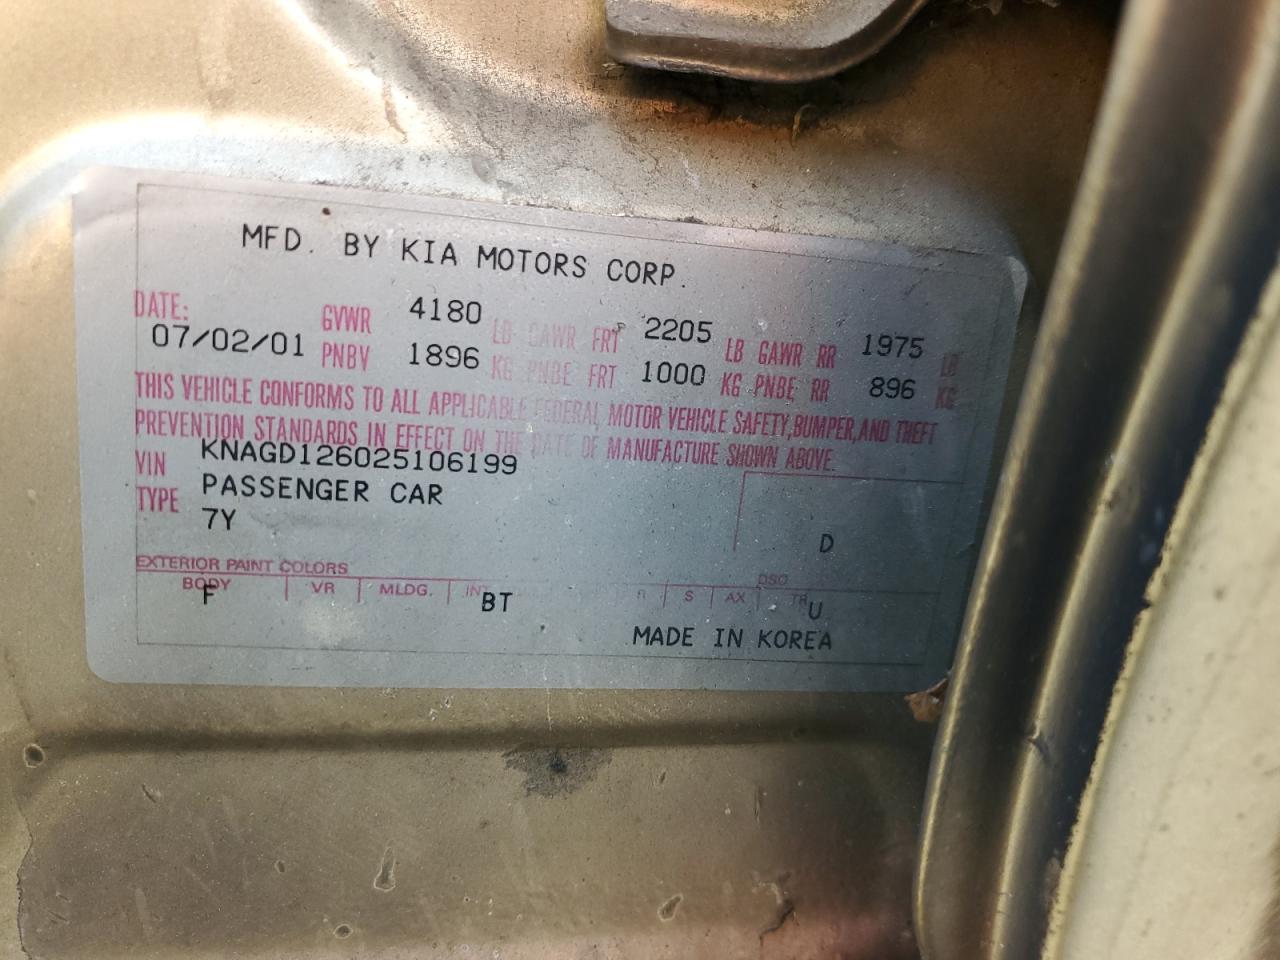 MFD. BY KIA MOTORS CORP.
DATE: GVWR 4180 LB GAWR FRT 2205 LB GAWR RR 1975 LB
07/02/01 PNBV 1896 KG PNBE FRT 1000 KG PNBE RR 896 KG
THIS VEHICLE CONFORMS TO ALL APPLICABLE FEDERAL MOTOR VEHICLE SAFETY,BUMPER,AND THEFT
PREVENTION STANDARDS IN EFFECT ON THE DATE OF MANUFACTURE SHOWN ABOVE.
VIN KNAGD126025106199
TYPE PASSENGER CAR
7Y
D
EXTERIOR PAINT COLORS
DSO
BODY VR MLDG. INT R S AX TR
F BT U
MADE IN KOREA